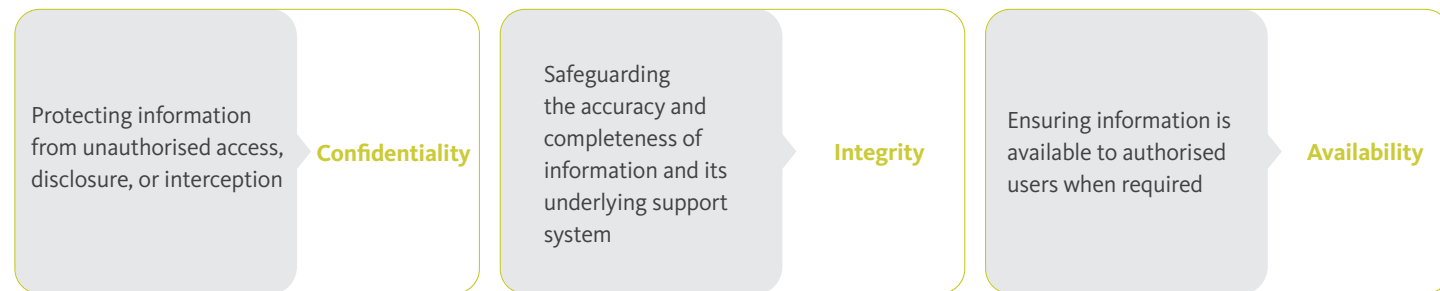 Protecting information
from unauthorised access,
disclosure, or interception
Confidentiality
Safeguarding
the accuracy and
completeness of
information and its
underlying support
system
Integrity
Ensuring information is
available to authorised
users when required
Availability